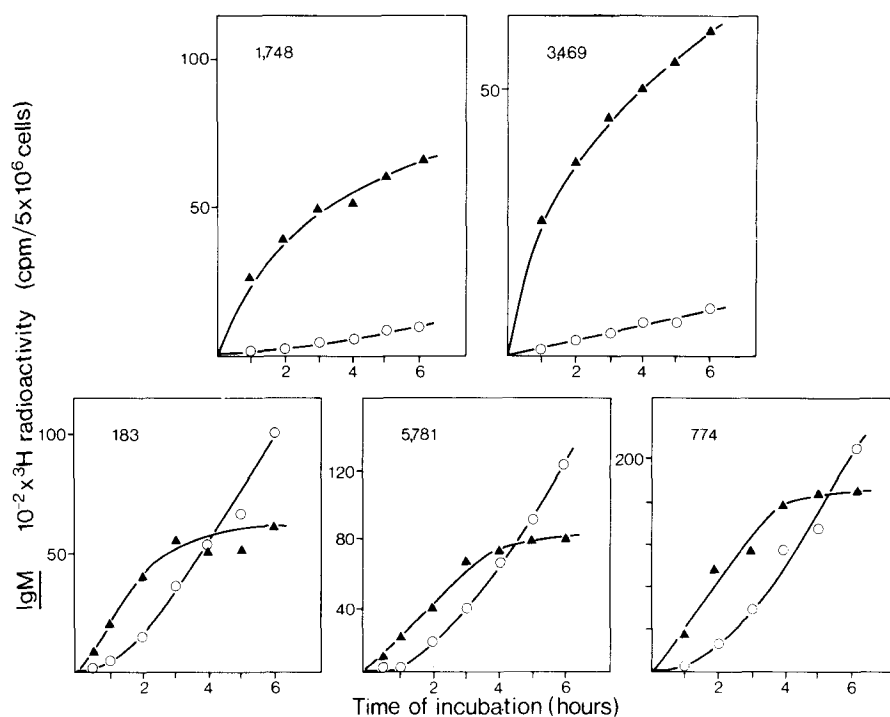 1,748
3,469
100
50
50
2 4 6
2 4 6
183
5,781
774
100
50
120
80
40
200
2 4 6
2 4 6
2 4 6
IgM 10⁻² x ³H radioactivity (cpm/5x10⁶ cells)
Time of incubation (hours)